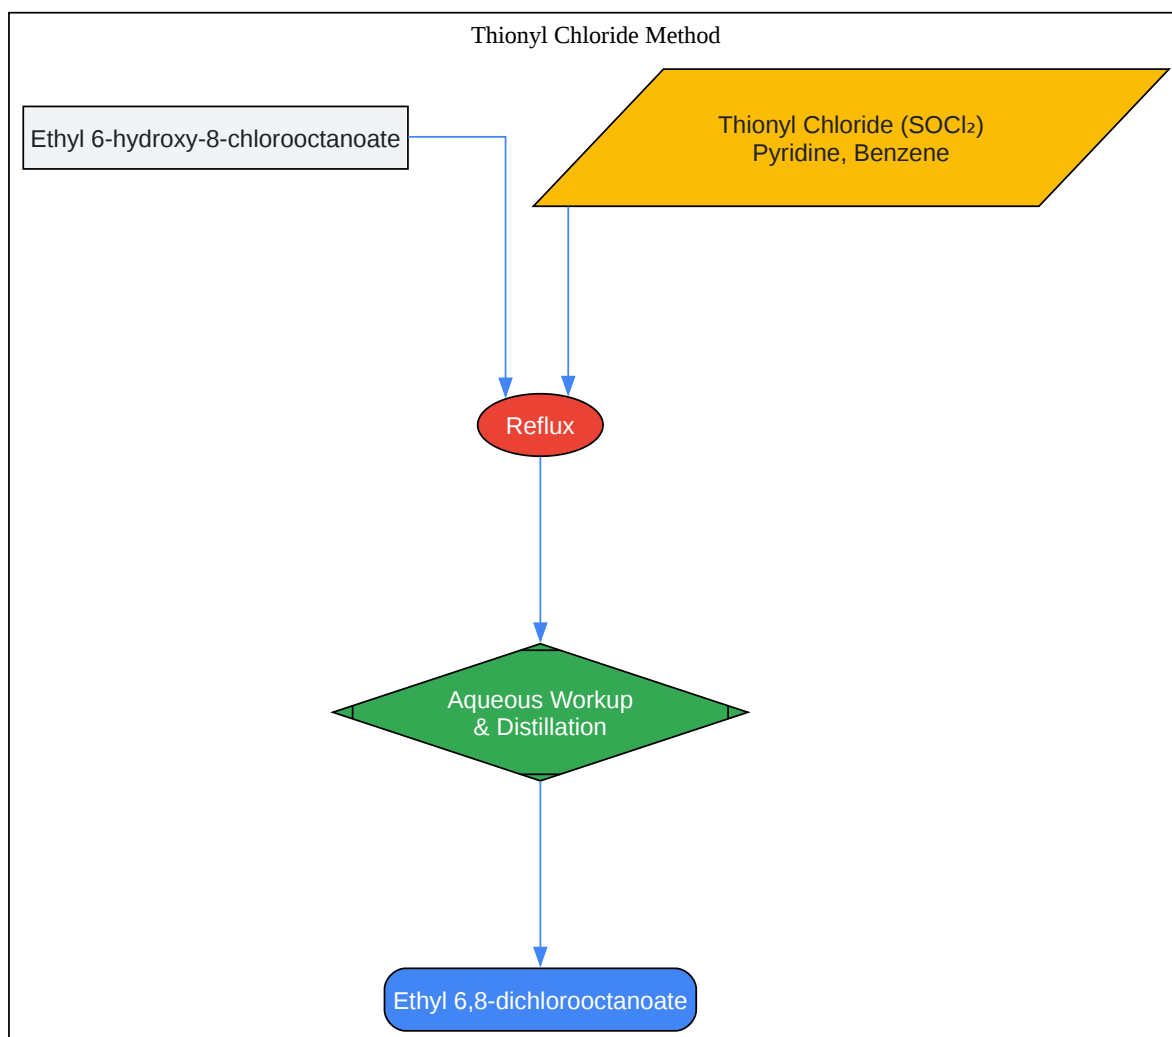 Thionyl Chloride Method
Ethyl 6-hydroxy-8-chlorooctanoate
Thionyl Chloride (SOCl₂)
Pyridine, Benzene
Reflux
Aqueous Workup
& Distillation
Ethyl 6,8-dichlorooctanoate